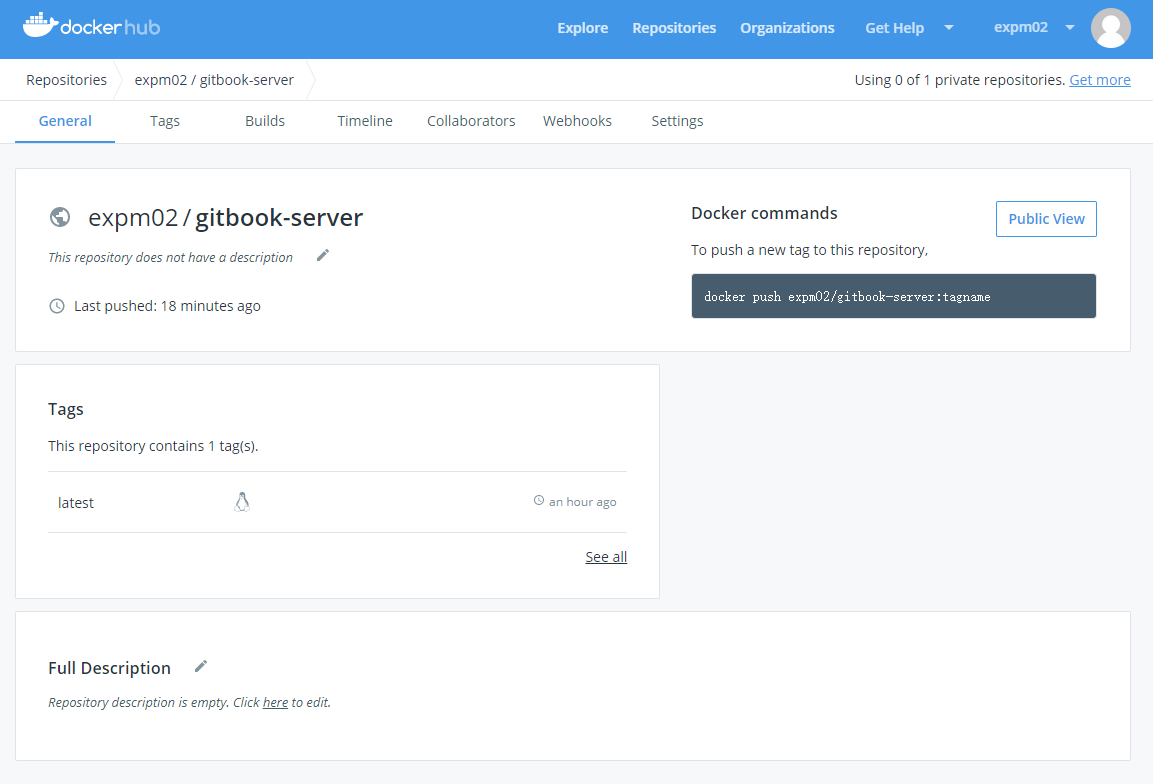 dockerhub Explore Repositories Organizations Get Help expm02
Repositories expm02 / gitbook-server Using 0 of 1 private repositories. Get more
General Tags Builds Timeline Collaborators Webhooks Settings
expm02 / gitbook-server
This repository does not have a description
Last pushed: 18 minutes ago
Docker commands
Public View
To push a new tag to this repository,
docker push expm02/gitbook-server:tagname
Tags
This repository contains 1 tag(s).
latest an hour ago
See all
Full Description
Repository description is empty. Click here to edit.